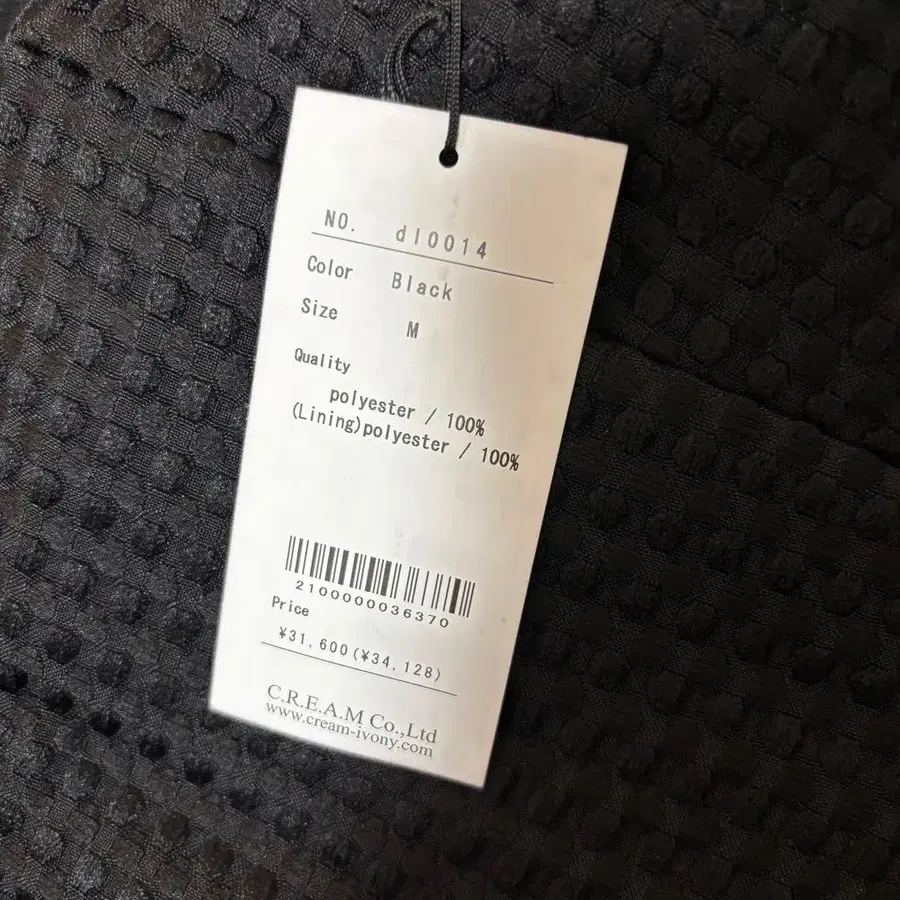 NO. dl0014
Color Black
Size M
Quality
polyester / 100%
(Lining)polyester / 100%
2100000036370
Price
¥31,600(¥34,128)
C.R.E.A.M Co.,Ltd
www.cream-ivony.com